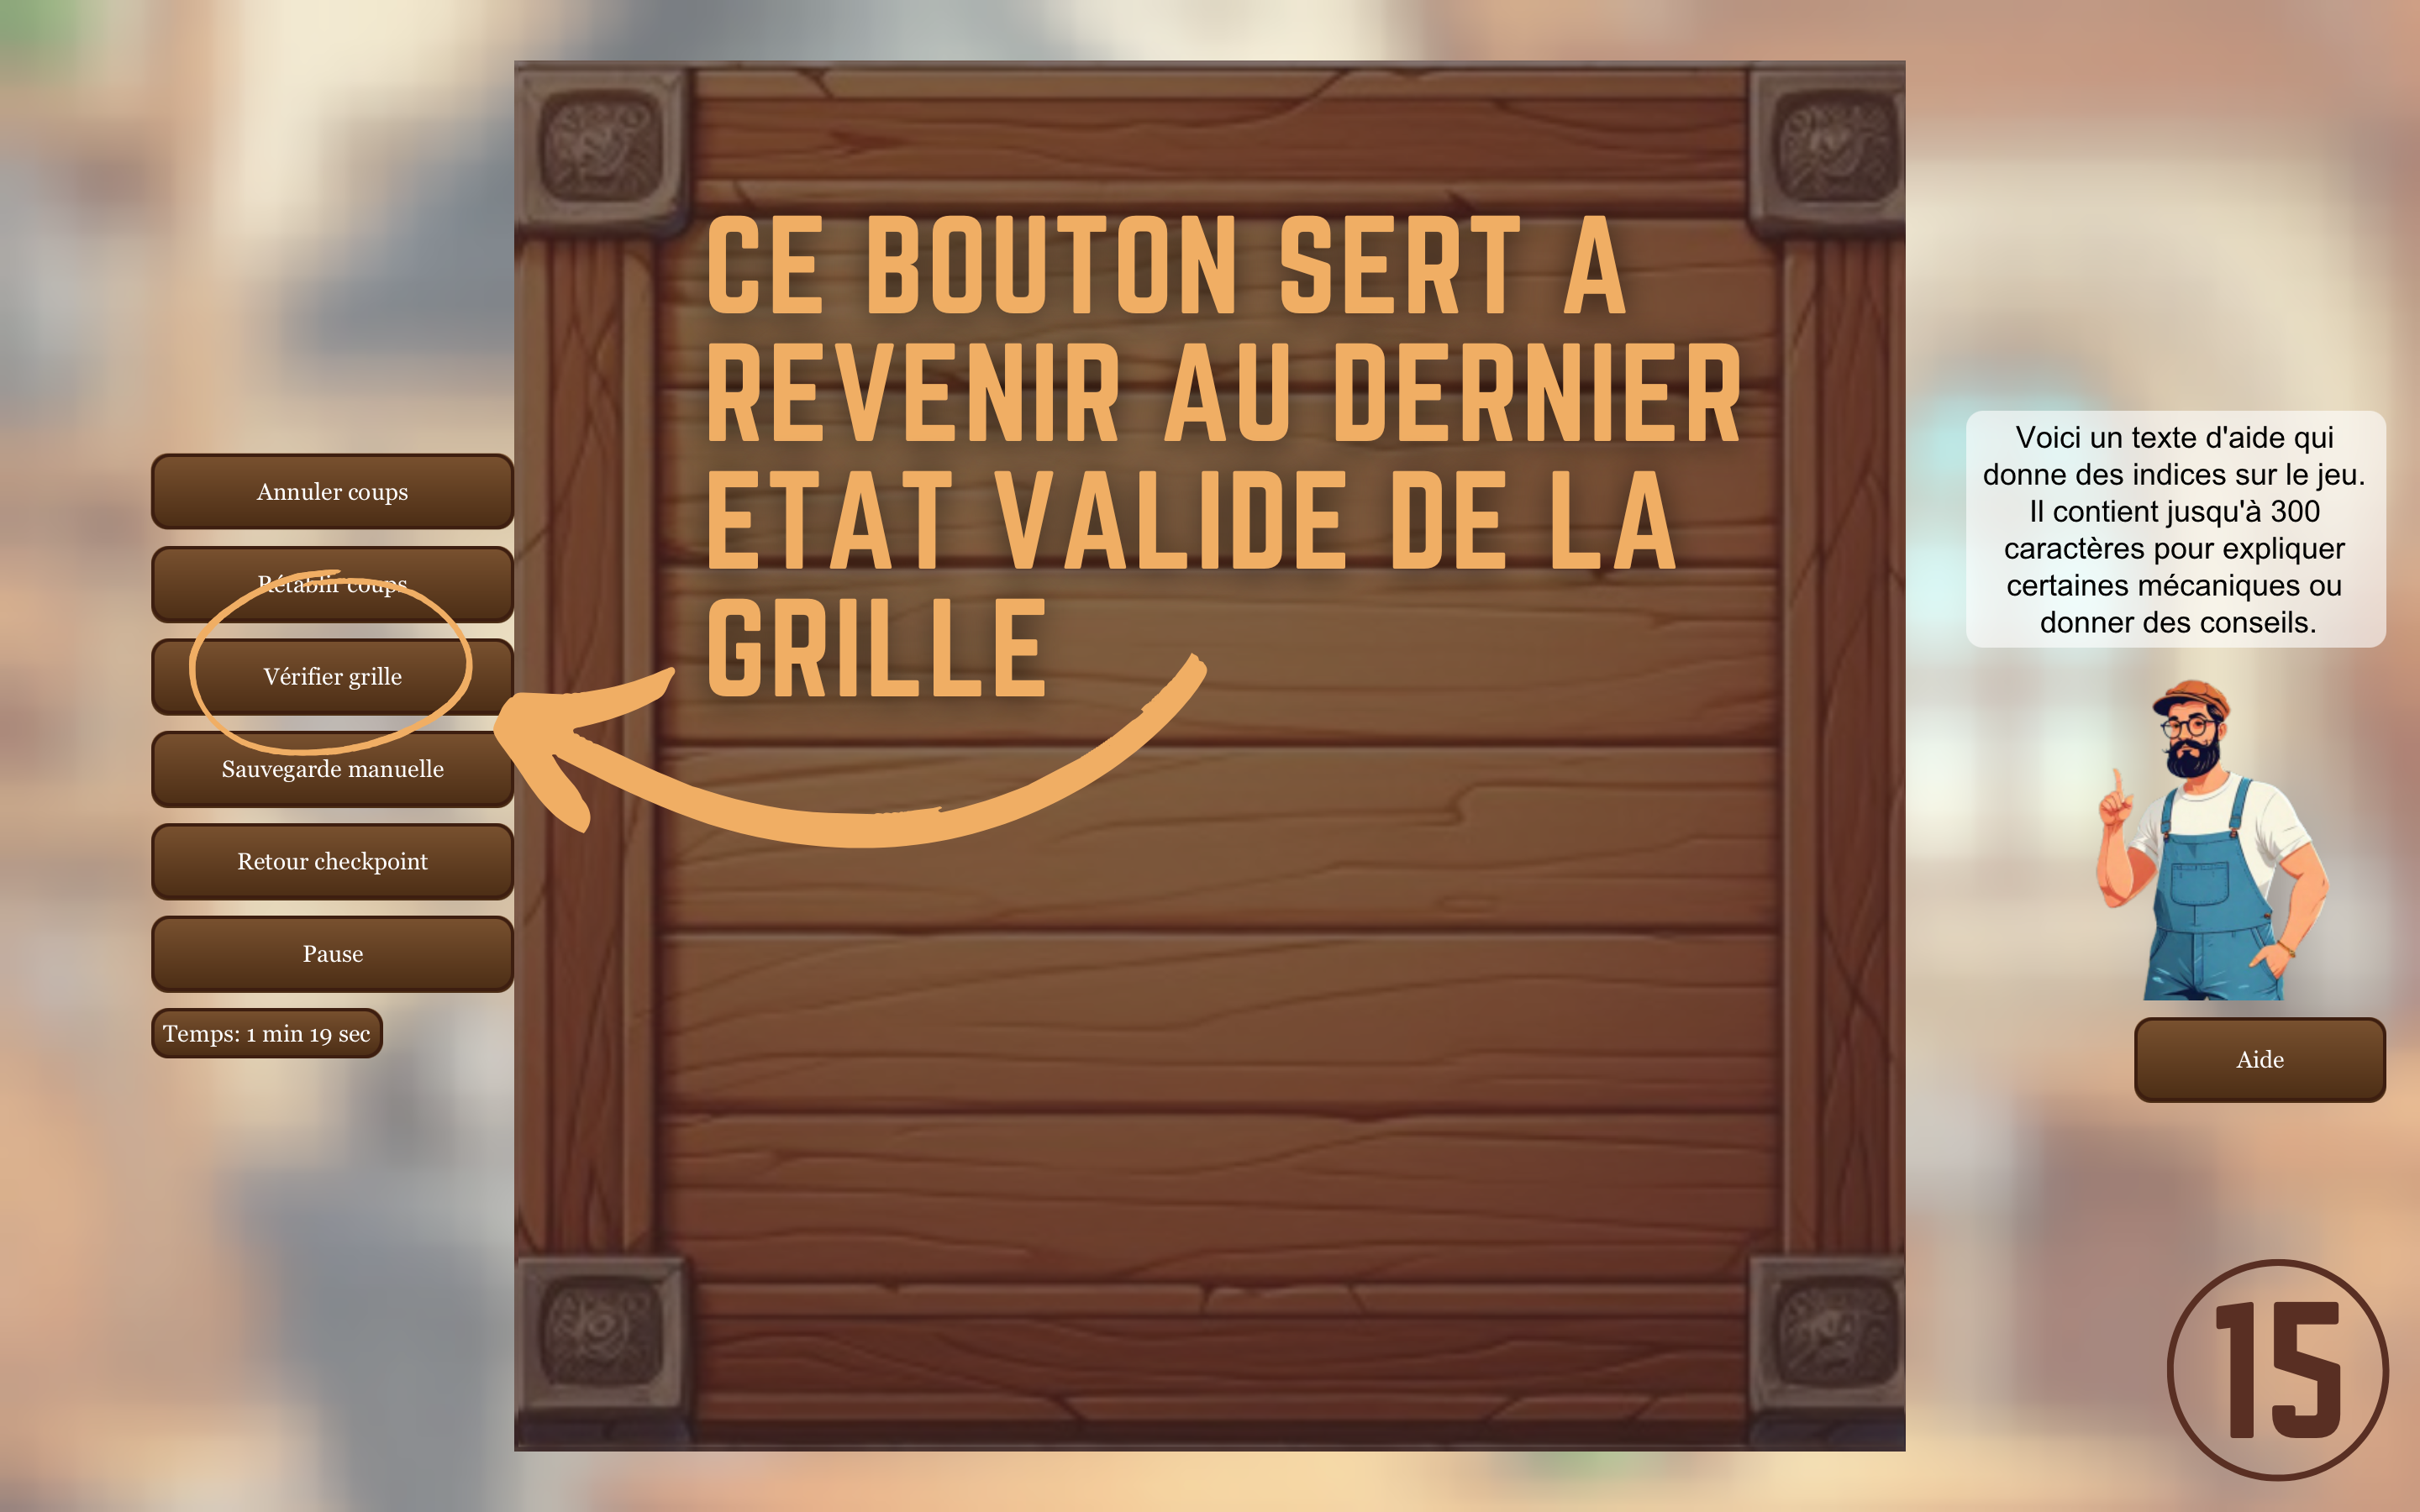 CE BOUTON SERT A
REVENIR AU DERNIER
ETAT VALIDE DE LA
GRILLE
Annuler coups
Rétablir coups
Vérifier grille
Sauvegarde manuelle
Retour checkpoint
Pause
Temps: 1 min 19 sec
Voici un texte d'aide qui
donne des indices sur le jeu.
Il contient jusqu'à 300
caractères pour expliquer
certaines mécaniques ou
donner des conseils.
Aide
15